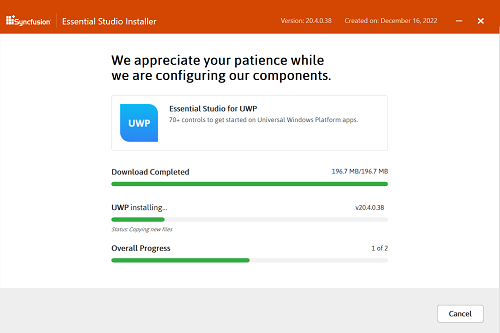 Syncfusion Essential Studio Installer Version: 20.4.0.38 Created on: December 16, 2022
We appreciate your patience while
we are configuring our components.
Essential Studio for UWP
UWP
70+ controls to get started on Universal Windows Platform apps.
Download Completed 196.7 MB/196.7 MB
UWP installing... v20.4.0.38
Status: Copying new files
Overall Progress 1 of 2
Cancel